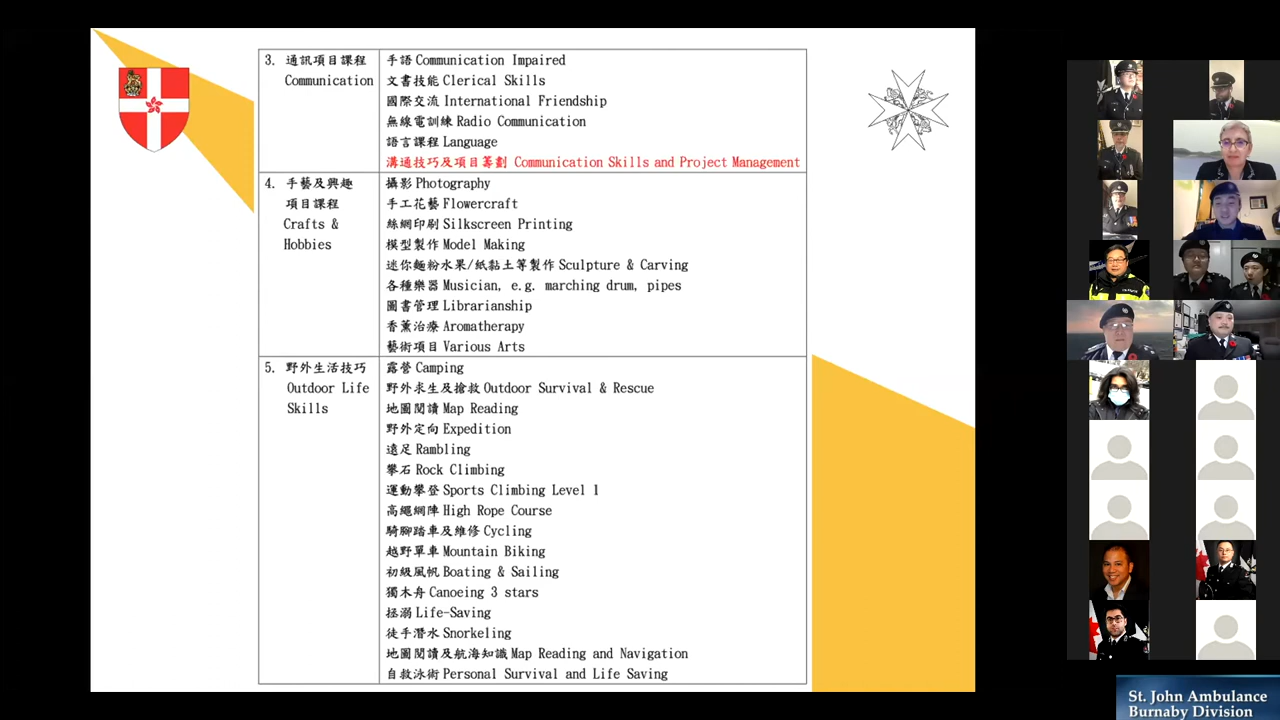 3. 通訊項目課程
Communication
手語 Communication Impaired
文書技能 Clerical Skills
國際交流 International Friendship
無線電訓練 Radio Communication
語言課程 Language
溝通技巧及項目籌劃 Communication Skills and Project Management
4. 手藝及興趣
項目課程
Crafts &
Hobbies
攝影 Photography
手工花藝 Flowercraft
絲網印刷 Silkscreen Printing
模型製作 Model Making
迷你麵粉水果/紙黏土等製作 Sculpture & Carving
各種樂器 Musician, e.g. marching drum, pipes
圖書管理 Librarianship
香薰治療 Aromatherapy
藝術項目 Various Arts
5. 野外生活技巧
Outdoor Life
Skills
露營 Camping
野外求生及搶救 Outdoor Survival & Rescue
地圖閱讀 Map Reading
野外定向 Expedition
遠足 Rambling
攀石 Rock Climbing
運動攀登 Sports Climbing Level 1
高繩網陣 High Rope Course
騎腳踏車及維修 Cycling
越野單車 Mountain Biking
初級風帆 Boating & Sailing
獨木舟 Canoeing 3 stars
拯溺 Life-Saving
徒手潛水 Snorkeling
地圖閱讀及航海知識 Map Reading and Navigation
自救泳術 Personal Survival and Life Saving
St. John Ambulance
Burnaby Division